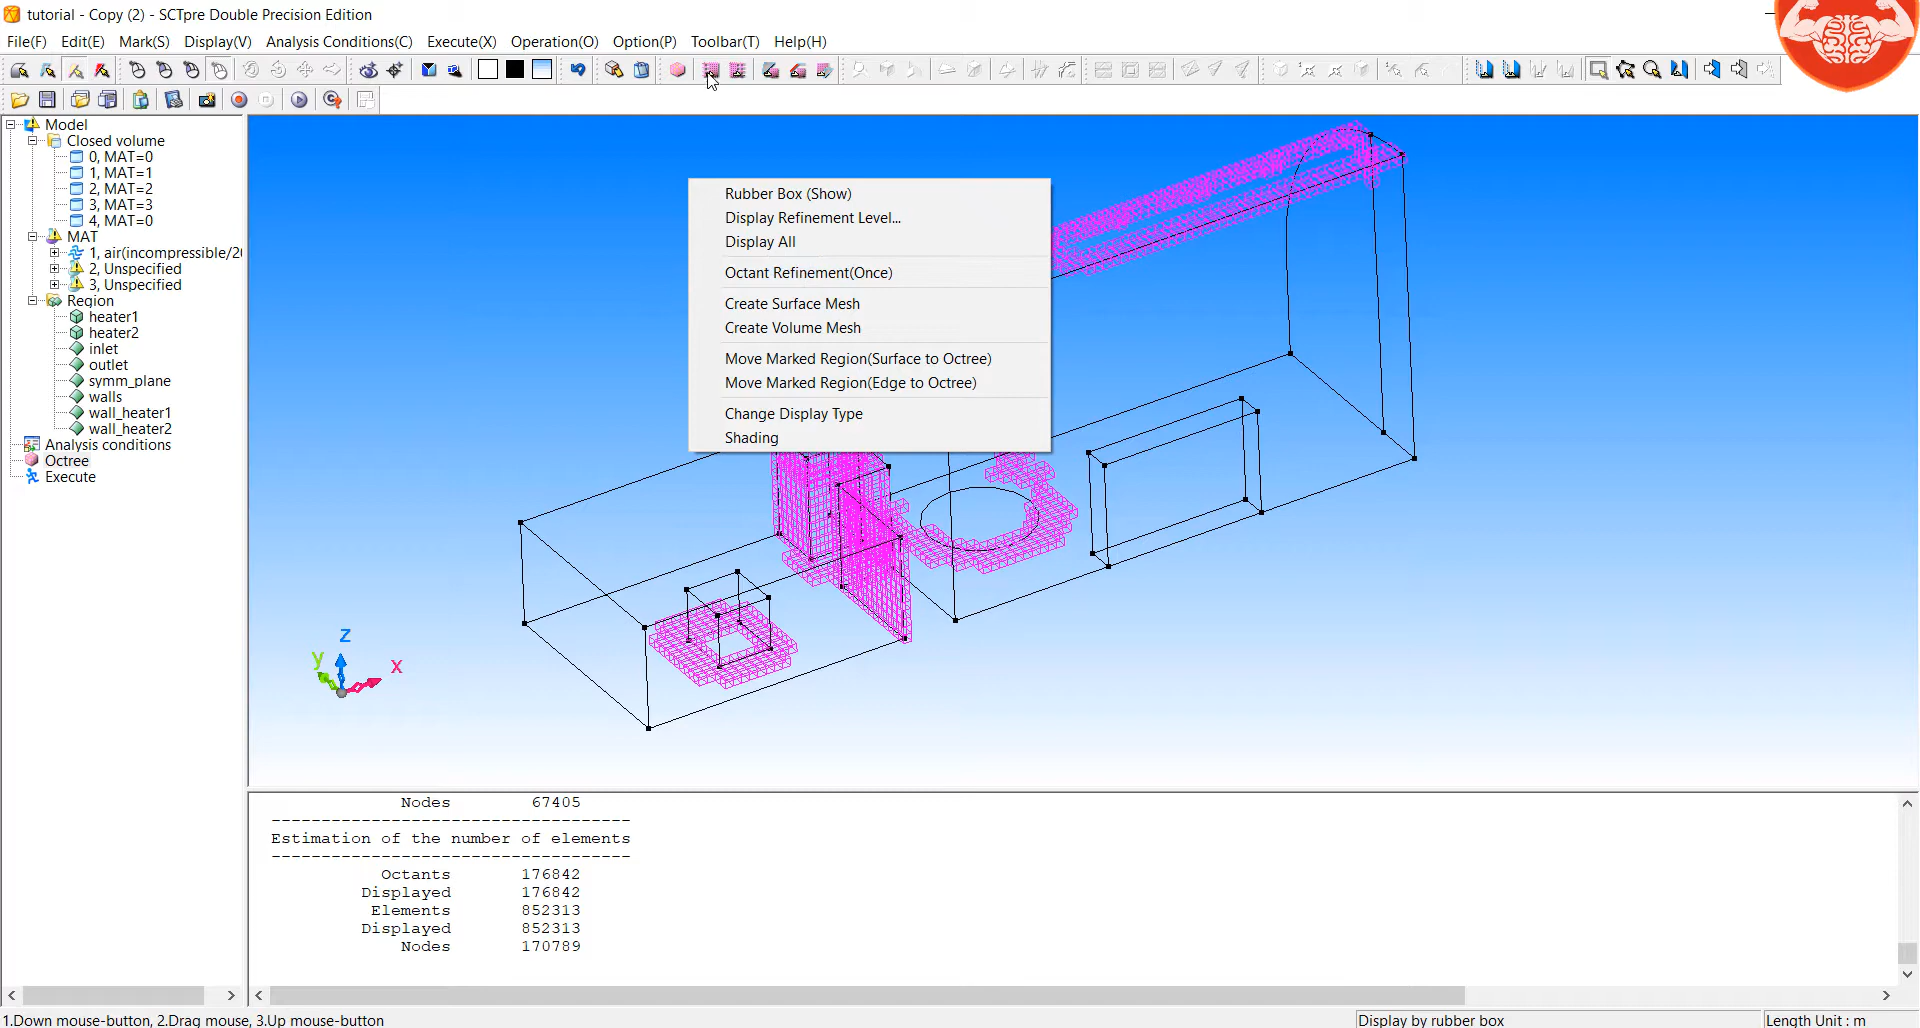 tutorial - Copy (2) - SCTpre Double Precision Edition
File(F) Edit(E) Mark(S) Display(V) Analysis Conditions(C) Execute(X) Operation(O) Option(P) Toolbar(T) Help(H)
Model
Closed volume
0, MAT=0
1, MAT=1
2, MAT=2
3, MAT=3
4, MAT=0
MAT
1, air(incompressible/20
2, Unspecified
3, Unspecified
Region
heater1
heater2
inlet
outlet
symm_plane
walls
wall_heater1
wall_heater2
Analysis conditions
Octree
Execute
Rubber Box (Show)
Display Refinement Level...
Display All
Octant Refinement(Once)
Create Surface Mesh
Create Volume Mesh
Move Marked Region(Surface to Octree)
Move Marked Region(Edge to Octree)
Change Display Type
Shading
Z
y
X
Nodes 67405
------------------------------------
Estimation of the number of elements
------------------------------------
Octants 176842
Displayed 176842
Elements 852313
Displayed 852313
Nodes 170789
1.Down mouse-button, 2.Drag mouse, 3.Up mouse-button
Display by rubber box
Length Unit : m